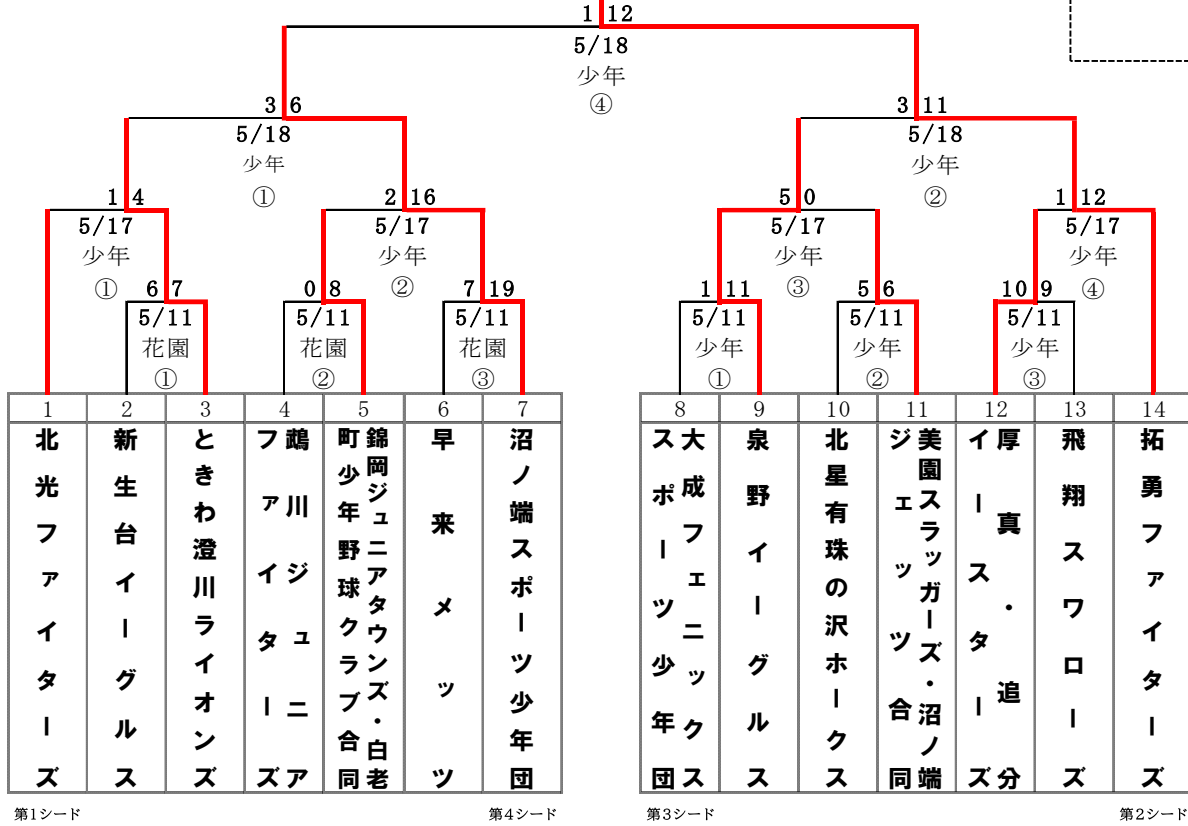 1 12
5/18
少年
④
3 6
5/18
少年
①
3 11
5/18
少年
②
1 4
5/17
少年
①
2 16
5/17
少年
②
5 0
5/17
少年
③
1 12
5/17
少年
④
6 7
5/11
花園
①
0 8
5/11
花園
②
7 19
5/11
花園
③
1 11
5/11
少年
①
5 6
5/11
少年
②
10 9
5/11
少年
③
1
北光ファイターズ
2
新生台イーグルス
3
ときわ澄川ライオンズ
4
鵡川ジュニア
ファイターズ
5
錦岡ジュニアタウンズ・白老
町少年野球クラブ合同
6
早来メッツ
7
沼ノ端スポーツ少年団
8
大成フェニックス
スポーツ少年団
9
泉野イーグルス
10
北星有珠の沢ホークス
11
美園スラッガーズ・沼ノ端
ジェッツ合同
12
厚真・追分
イースターズ
13
飛翔スワローズ
14
拓勇ファイターズ
第1シード
第4シード
第3シード
第2シード